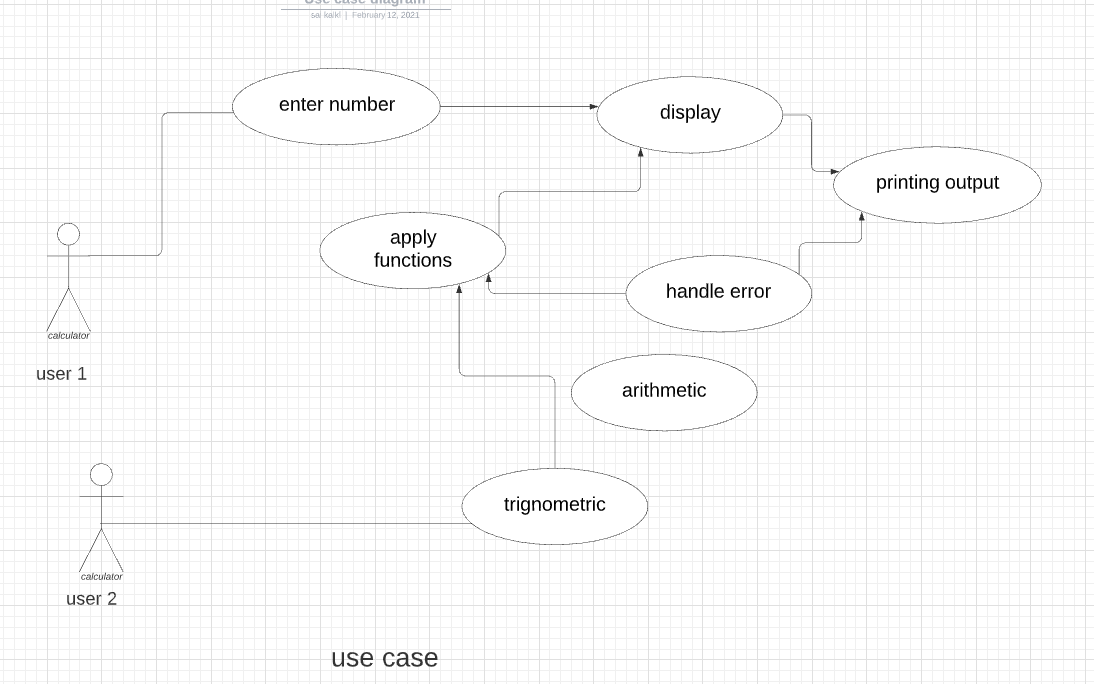 Use case diagram
sai kalki | February 12, 2021
enter number
display
printing output
apply
functions
handle error
calculator
user 1
arithmetic
trignometric
calculator
user 2
use case